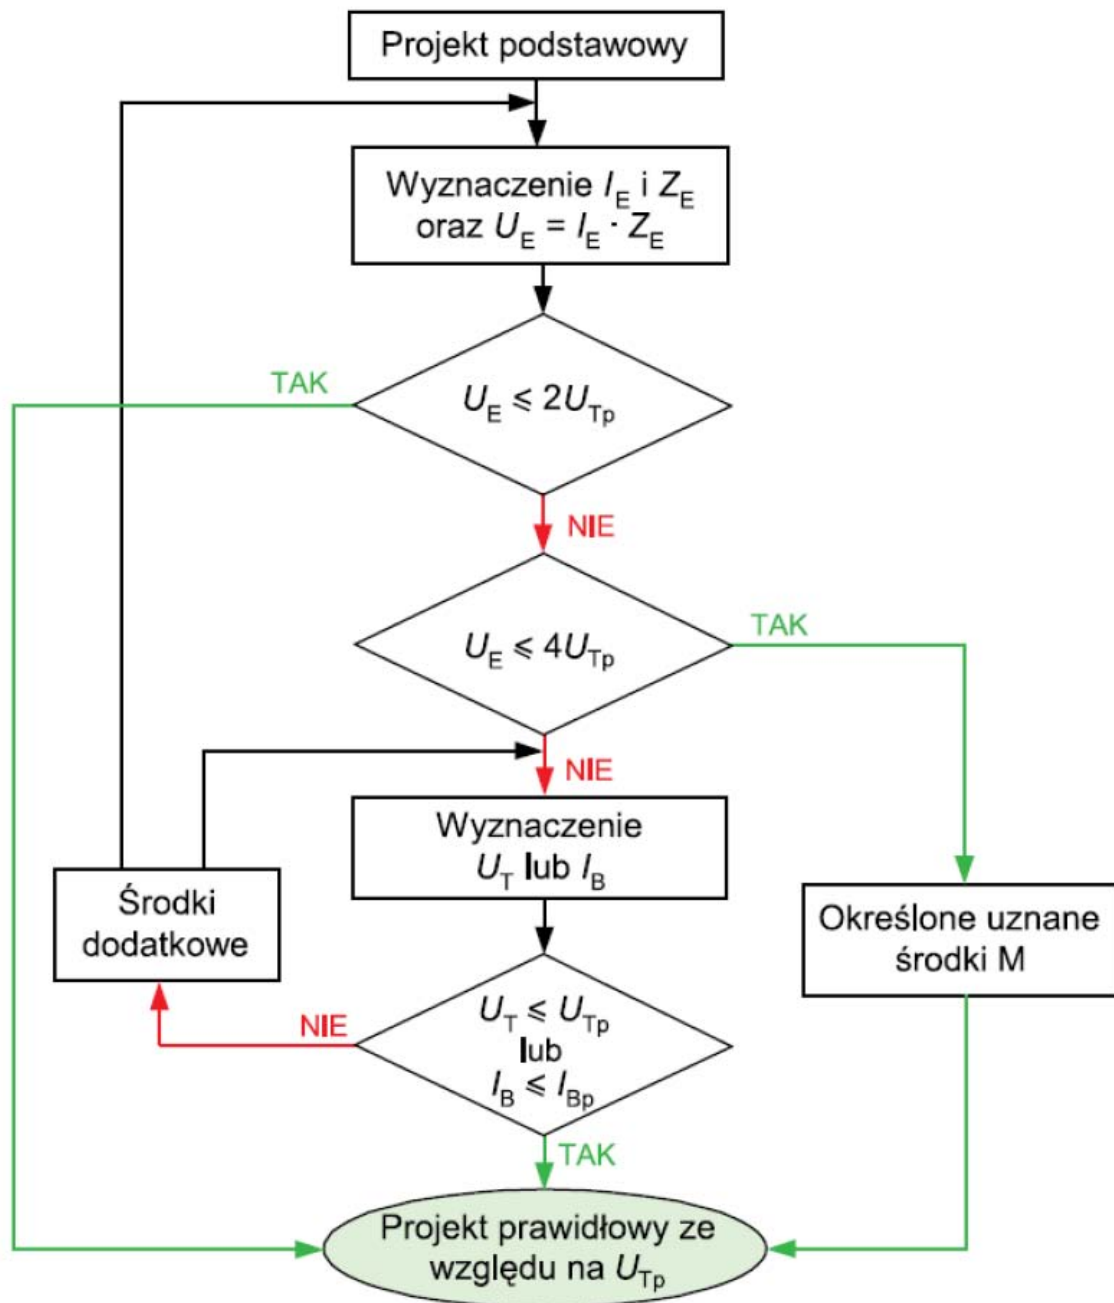 Projekt podstawowy
Wyznaczenie I_E i Z_E
oraz U_E = I_E · Z_E
TAK
U_E ⩽ 2U_Tp
NIE
U_E ⩽ 4U_Tp
TAK
NIE
Wyznaczenie
U_T lub I_B
Środki
dodatkowe
Określone uznane
środki M
NIE
U_T ⩽ U_Tp
lub
I_B ⩽ I_Bp
TAK
Projekt prawidłowy ze
względu na U_Tp